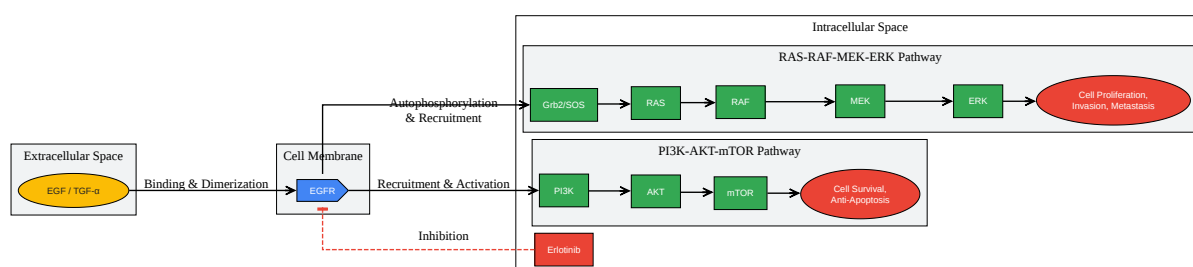 Intracellular Space
RAS-RAF-MEK-ERK Pathway
Autophosphorylation
& Recruitment
Grb2/SOS
RAS
RAF
MEK
ERK
Cell Proliferation,
Invasion, Metastasis
Extracellular Space
EGF / TGF-α
Binding & Dimerization
Cell Membrane
EGFR
Recruitment & Activation
PI3K-AKT-mTOR Pathway
PI3K
AKT
mTOR
Cell Survival,
Anti-Apoptosis
Inhibition
Erlotinib